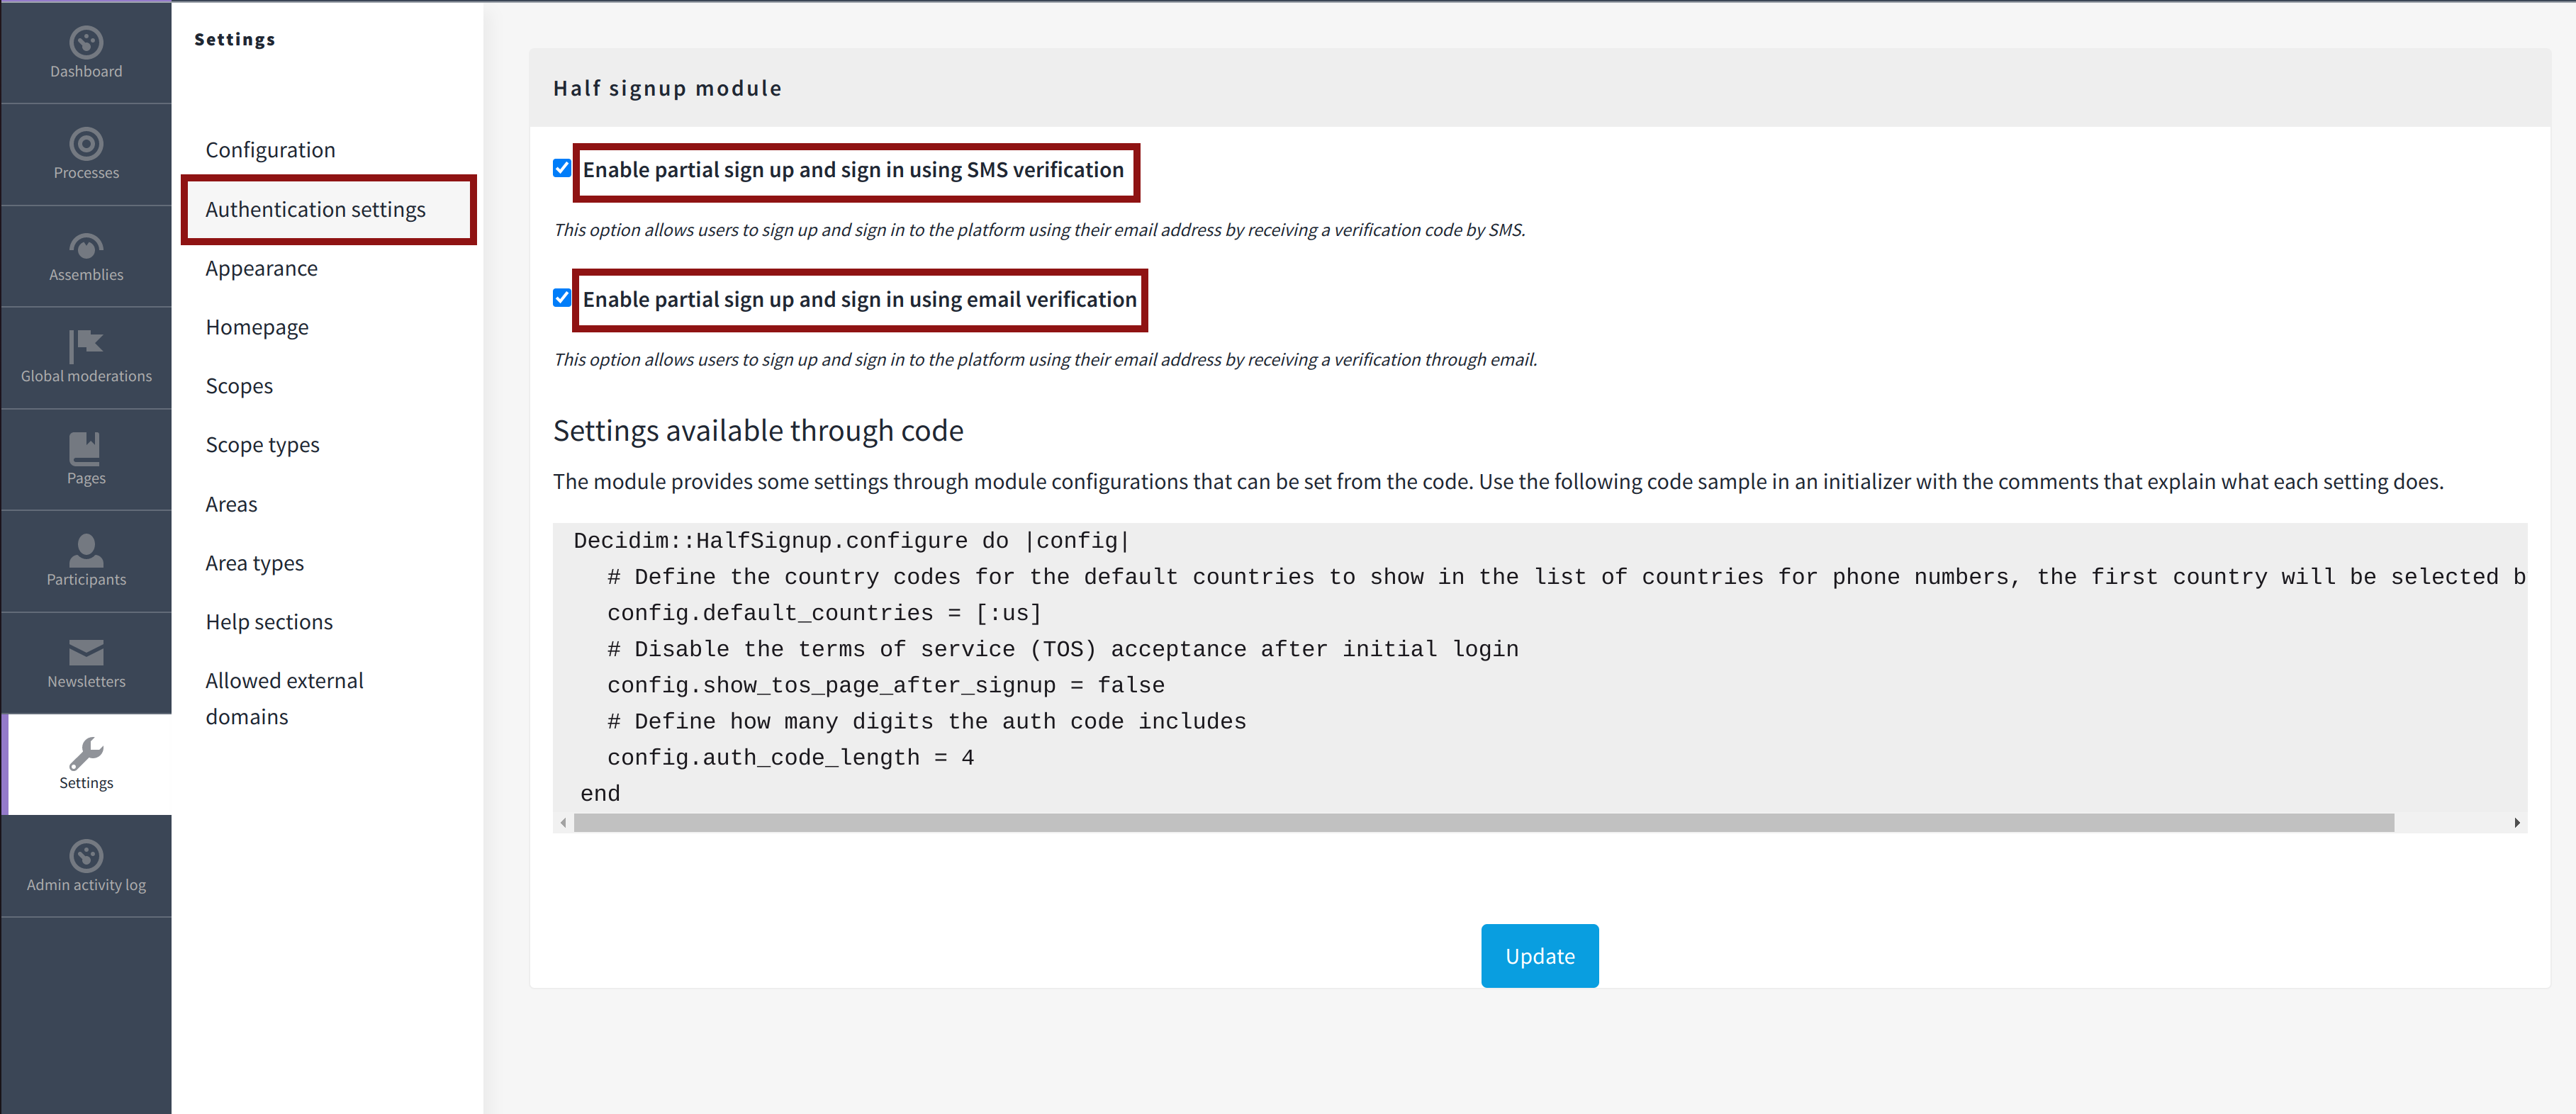 Dashboard
Processes
Assemblies
Global moderations
Pages
Participants
Newsletters
Settings
Admin activity log
Settings
Configuration
Authentication settings
Appearance
Homepage
Scopes
Scope types
Areas
Area types
Help sections
Allowed external
domains
Half signup module
Enable partial sign up and sign in using SMS verification
This option allows users to sign up and sign in to the platform using their email address by receiving a verification code by SMS.
Enable partial sign up and sign in using email verification
This option allows users to sign up and sign in to the platform using their email address by receiving a verification through email.
Settings available through code
The module provides some settings through module configurations that can be set from the code. Use the following code sample in an initializer with the comments that explain what each setting does.
Decidim::HalfSignup.configure do |config|
# Define the country codes for the default countries to show in the list of countries for phone numbers, the first country will be selected b
config.default_countries = [:us]
# Disable the terms of service (TOS) acceptance after initial login
config.show_tos_page_after_signup = false
# Define how many digits the auth code includes
config.auth_code_length = 4
end
Update